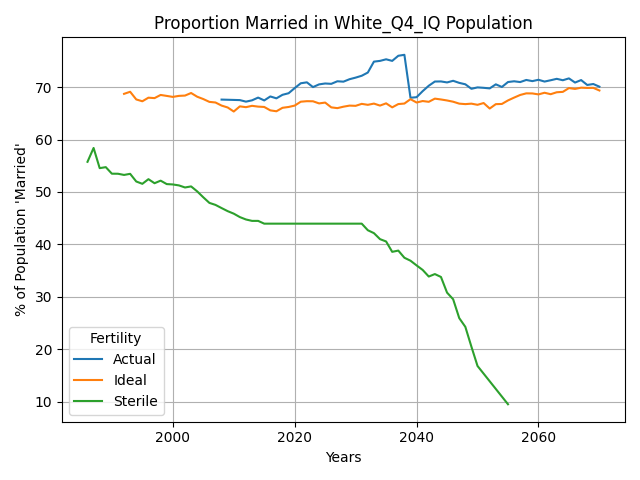 Proportion Married in White_Q4_IQ Population
% of Population 'Married'
70
60
50
40
30
20
10
Fertility
Actual
Ideal
Sterile
2000
2020
2040
2060
Years